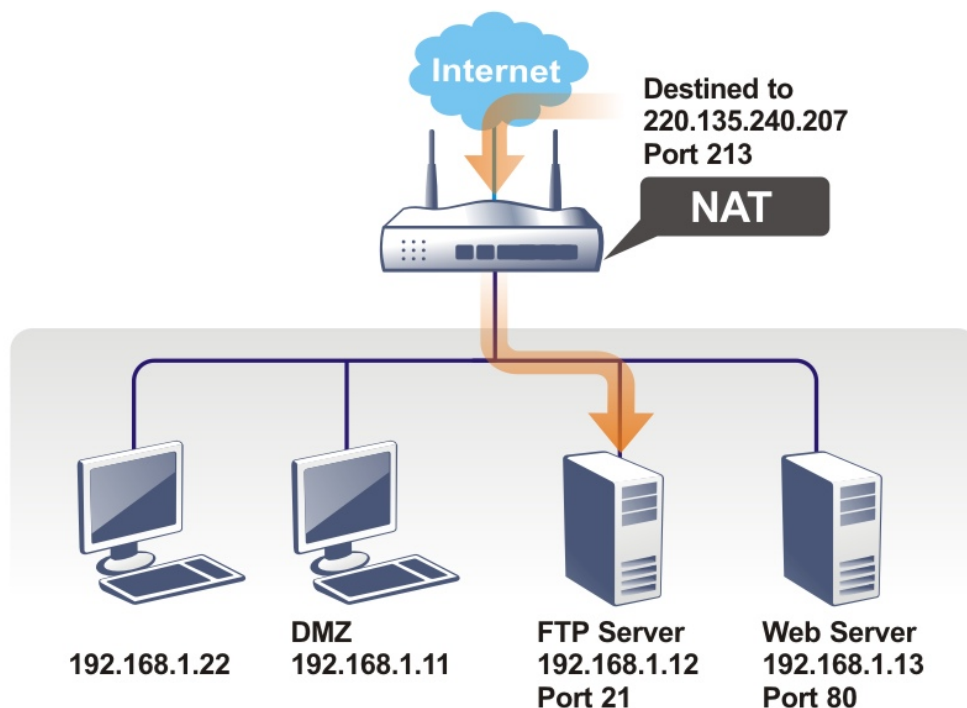 Internet
Destined to
220.135.240.207
Port 213
NAT
192.168.1.22
DMZ
192.168.1.11
FTP Server
192.168.1.12
Port 21
Web Server
192.168.1.13
Port 80